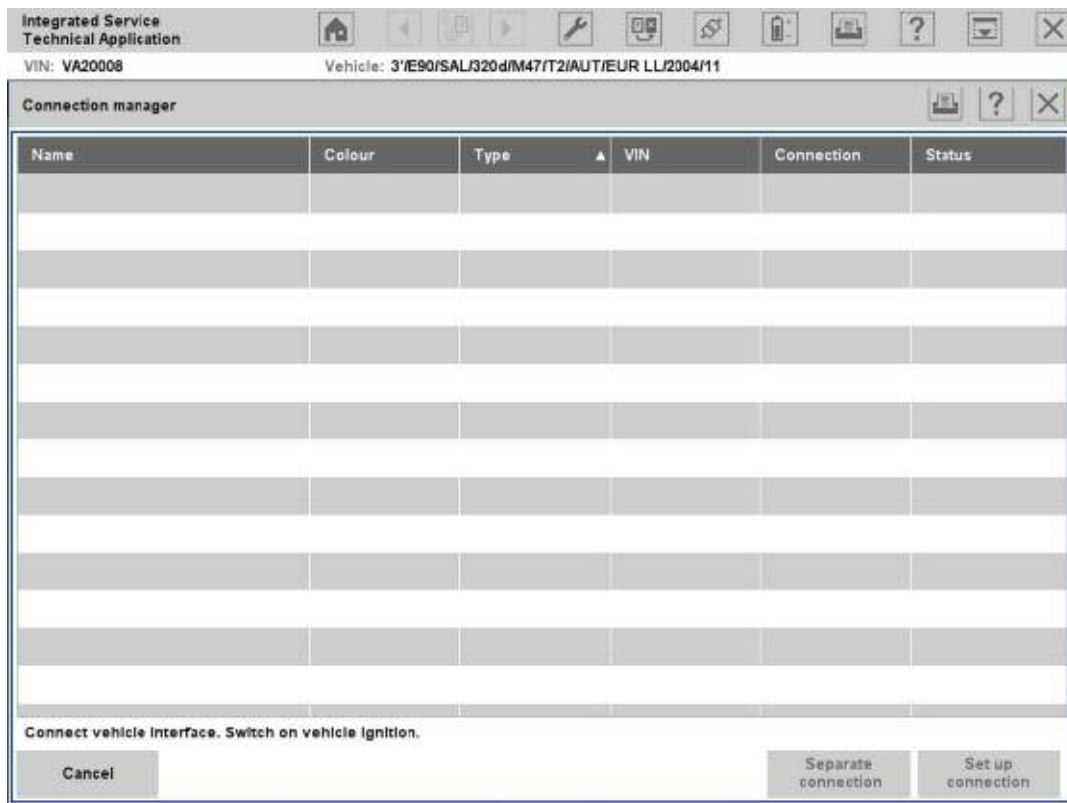 Integrated Service
Technical Application
VIN: VA20008
Vehicle: 3'/E90/SAL/320d/M47/T2/AUT/EUR LL/2004/11
Connection manager
Name Colour Type ▲ VIN Connection Status
Connect vehicle interface. Switch on vehicle ignition.
Cancel
Separate
connection
Set up
connection